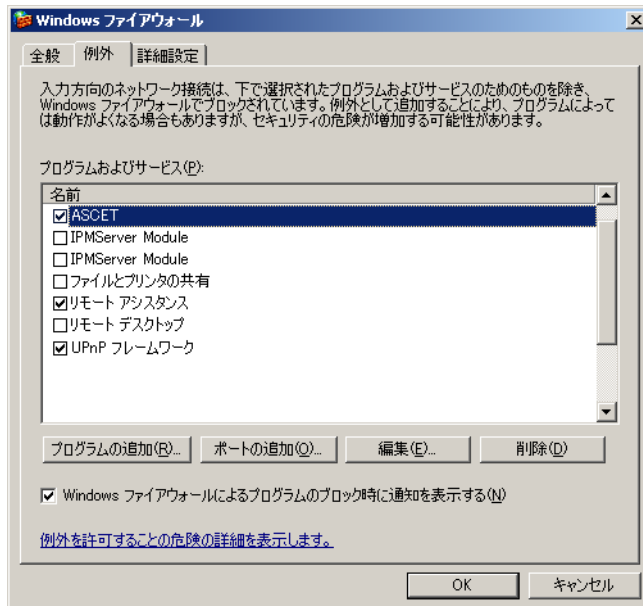 Windows ファイアウォール
全般 例外 詳細設定
入力方向のネットワーク接続は、下で選択されたプログラムおよびサービスのためのものを除き、
Windows ファイアウォールでブロックされています。例外として追加することにより、プログラムによって
は動作がよくなる場合もありますが、セキュリティの危険が増加する可能性があります。
プログラムおよびサービス(P):
名前
ASCET
IPMServer Module
IPMServer Module
ファイルとプリンタの共有
リモート アシスタンス
リモート デスクトップ
UPnP フレームワーク
プログラムの追加(R)... ポートの追加(O)... 編集(E)... 削除(D)
Windows ファイアウォールによるプログラムのブロック時に通知を表示する(N)
例外を許可することの危険の詳細を表示します。
OK キャンセル